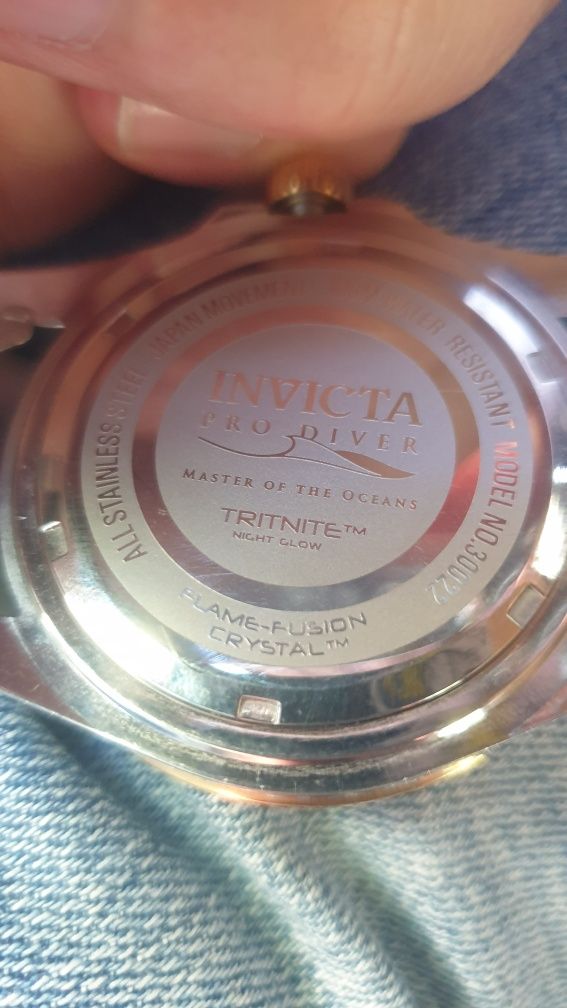 INVICTA
PRO DIVER
MASTER OF THE OCEANS
TRITNITE™
NIGHT GLOW
FLAME-FUSION
CRYSTAL™
ALL STAINLESS STEEL JAPAN MOVEMENT WATER RESISTANT MODEL NO.30022